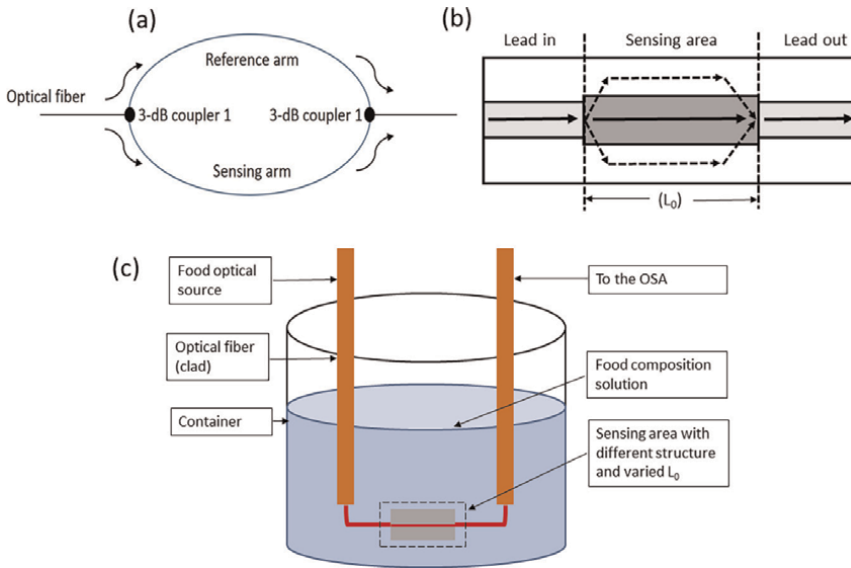 (a)
Reference arm
Optical fiber
3-dB coupler 1
3-dB coupler 1
Sensing arm
(b)
Lead in
Sensing area
Lead out
(L₀)
(c)
Food optical
source
To the OSA
Optical fiber
(clad)
Food composition
solution
Container
Sensing area with
different structure
and varied L₀